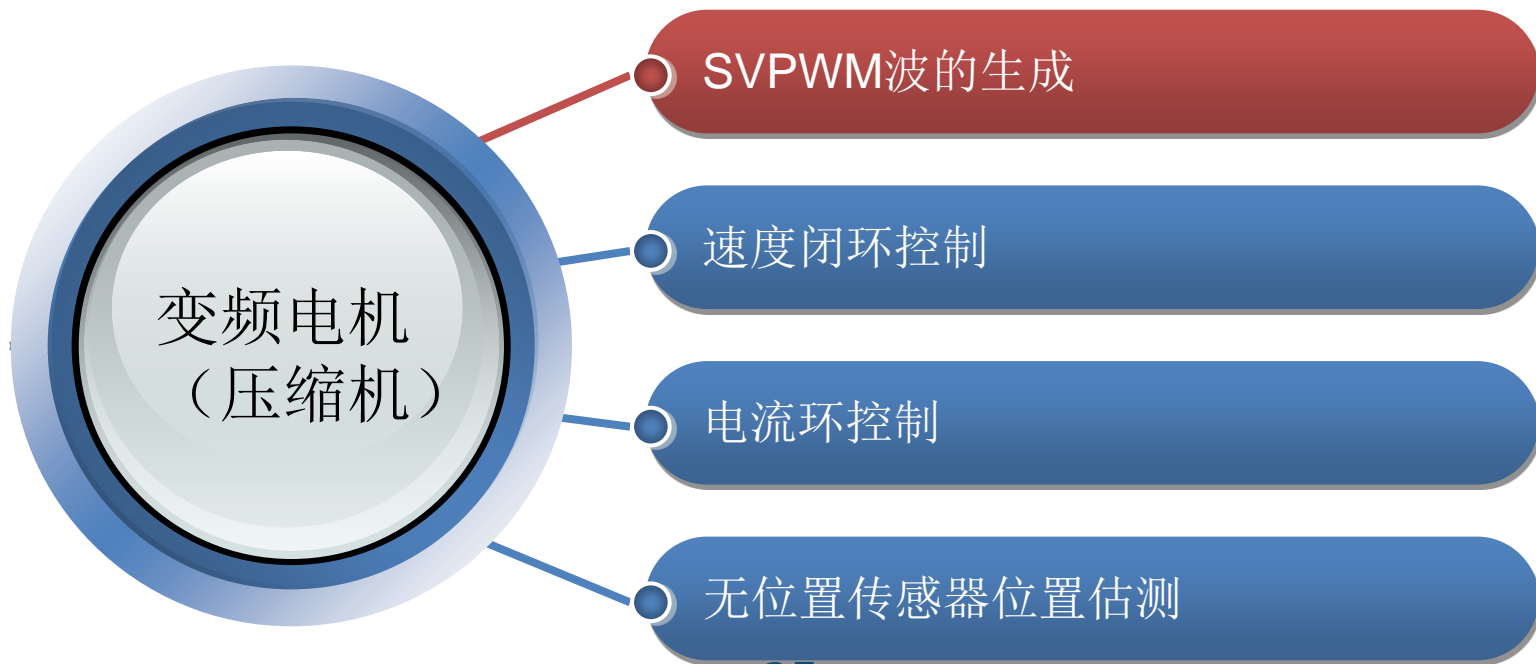 变频电机
（压缩机）
SVPWM波的生成
速度闭环控制
电流环控制
无位置传感器位置估测